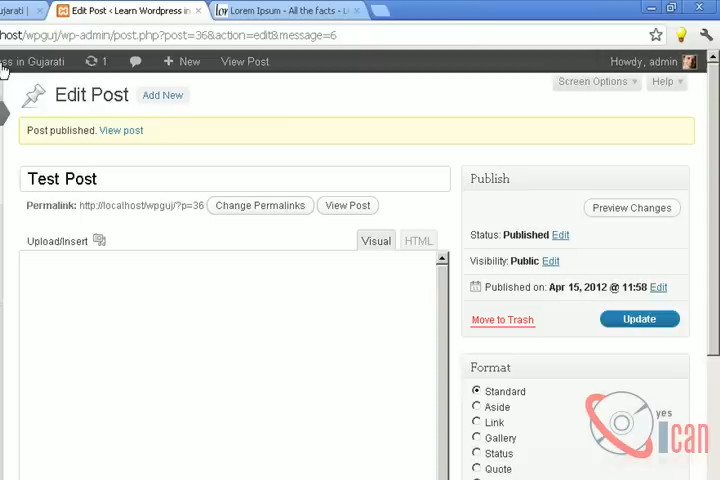 ujarati |
Edit Post < Learn Wordpress in
Lorem Ipsum - All the facts - L
ocalhost/wpguj/wp-admin/post.php?post=36&action=edit&message=6
ss in Gujarati
1
+ New
View Post
Howdy, admin
Edit Post
Add New
Screen Options
Help
Post published. View post
Test Post
Permalink: http://localhost/wpguj/?p=36
Change Permalinks
View Post
Upload/Insert
Visual
HTML
Publish
Preview Changes
Status: Published Edit
Visibility: Public Edit
Published on: Apr 15, 2012 @ 11:58 Edit
Move to Trash
Update
Format
Standard
Aside
Link
Gallery
Status
Quote
yes
ican